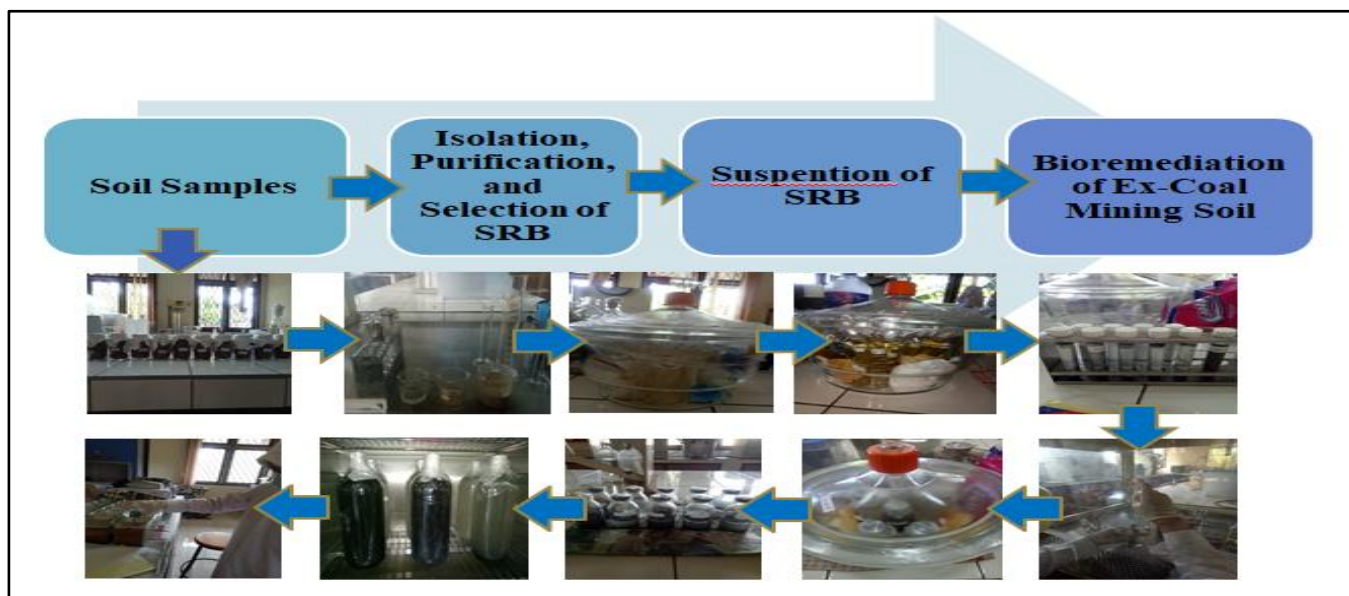 Soil Samples
Isolation,
Purification,
and
Selection of
SRB
Suspention of
SRB
Bioremediation
of Ex-Coal
Mining Soil